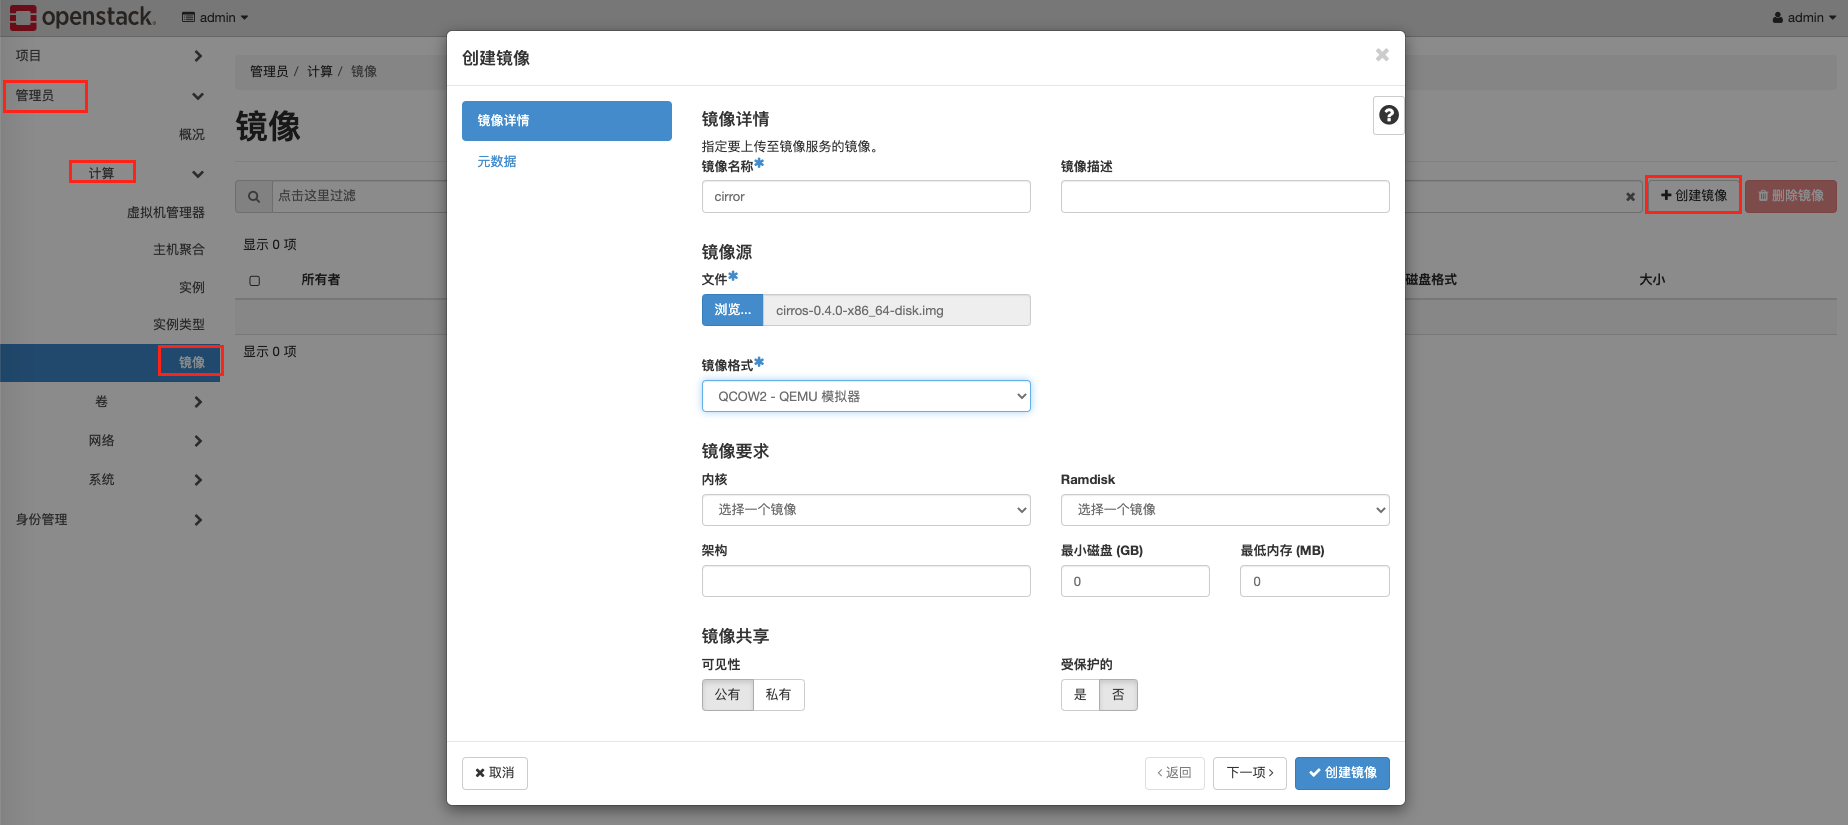 openstack. admin admin
项目
管理员
概况
计算
虚拟机管理器
主机聚合
实例
实例类型
镜像
卷
网络
系统
身份管理
管理员 / 计算 / 镜像
镜像
点击这里过滤
创建镜像
删除镜像
显示 0 项
所有者
磁盘格式
大小
显示 0 项
创建镜像
镜像详情
元数据
镜像详情
指定要上传至镜像服务的镜像。
镜像名称* 镜像描述
cirror
镜像源
文件*
浏览... cirros-0.4.0-x86_64-disk.img
镜像格式*
QCOW2 - QEMU 模拟器
镜像要求
内核 Ramdisk
选择一个镜像 选择一个镜像
架构 最小磁盘 (GB) 最低内存 (MB)
0 0
镜像共享
可见性 受保护的
公有 私有 是 否
取消 ‹ 返回 下一项 › 创建镜像